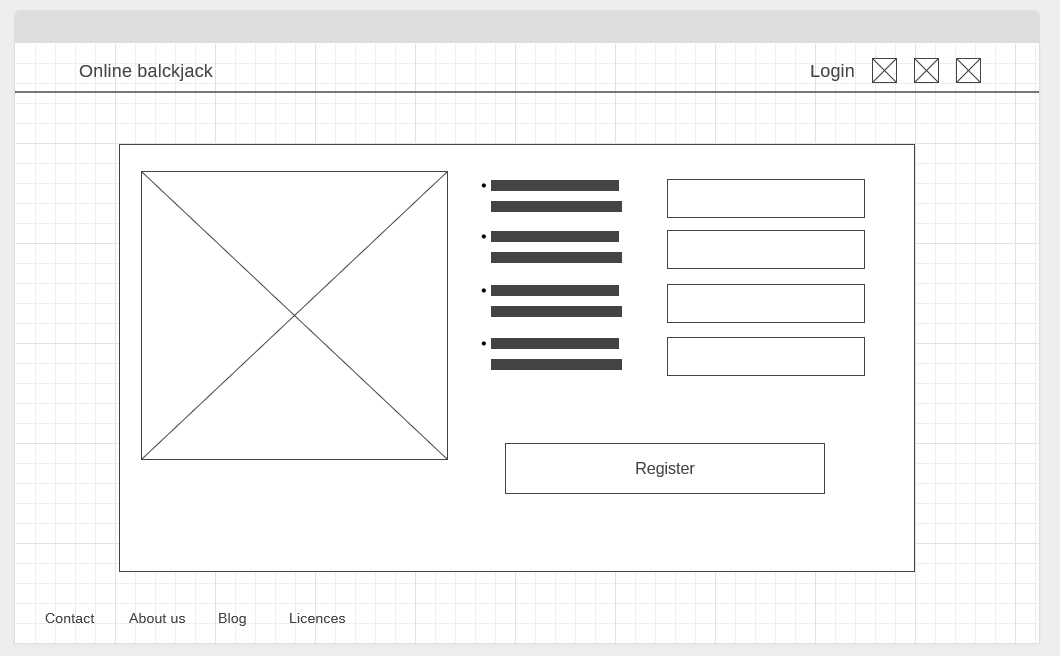 Online balckjack
Login
Register
Contact About us Blog Licences